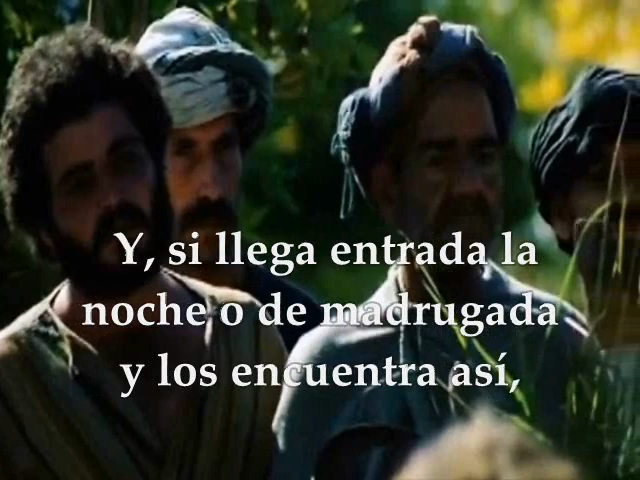 Y, si llega entrada la
noche o de madrugada
y los encuentra así,